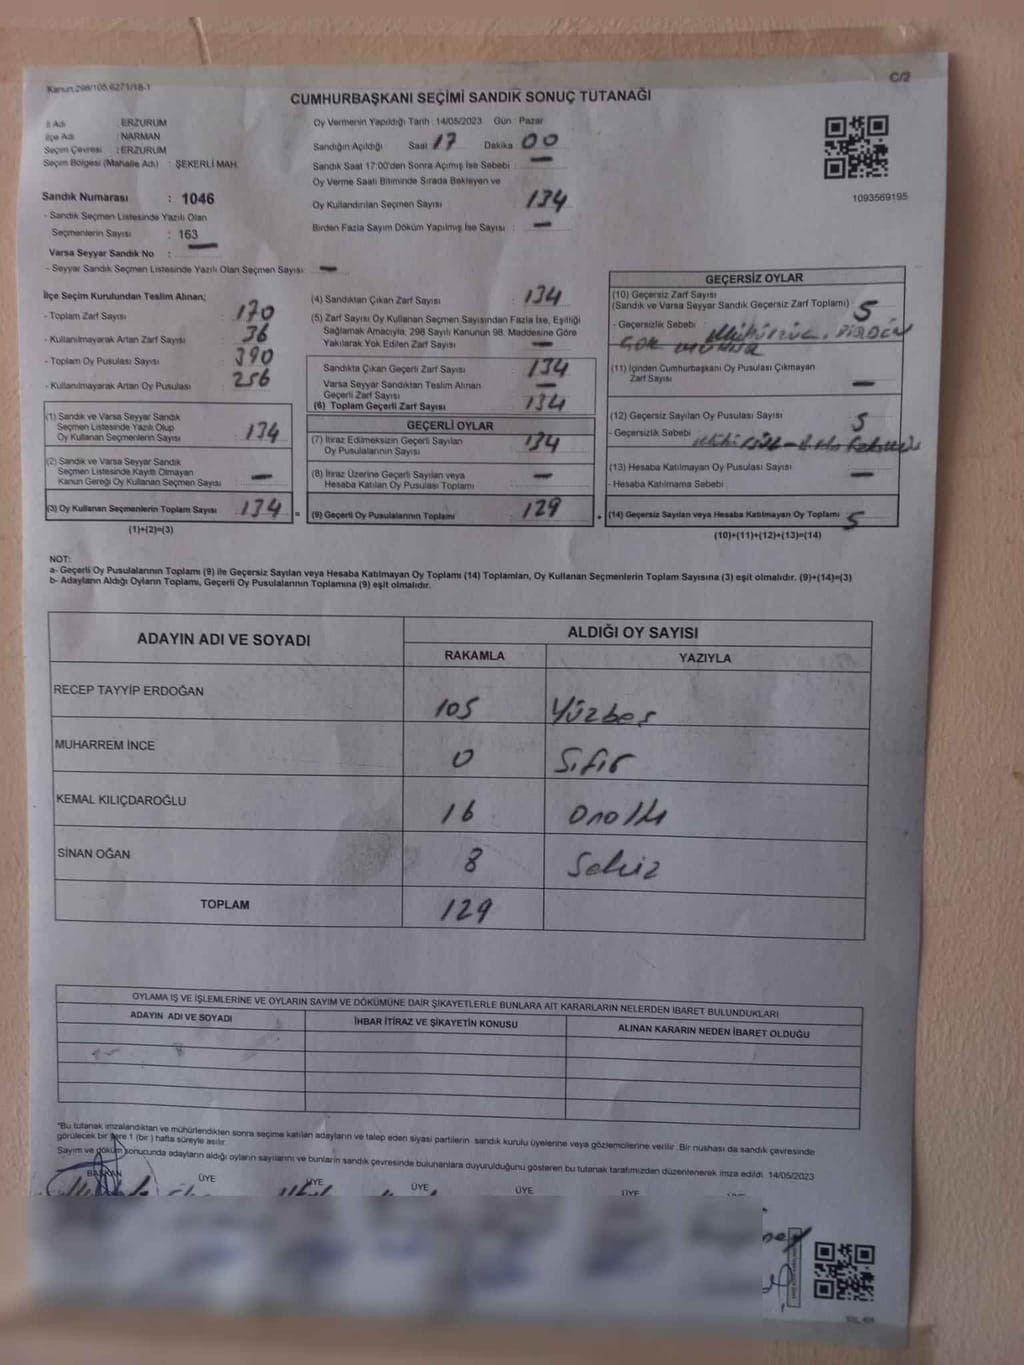 Kanun:298/105,6271/18-1
C/2
CUMHURBAŞKANI SEÇİMİ SANDIK SONUÇ TUTANAĞI
İl Adı : ERZURUM
İlçe Adı : NARMAN
Seçim Çevresi : ERZURUM
Seçim Bölgesi (Mahalle Adı) : ŞEKERLİ MAH.
Oy Vermenin Yapıldığı Tarih : 14/05/2023 Gün : Pazar
Sandığın Açıldığı Saat : 17 Dakika : 00
Sandık Saat 17:00'den Sonra Açılmış İse Sebebi : —
Oy Verme Saati Bitiminde Sırada Bekleyen ve
Oy Kullandırılan Seçmen Sayısı : 134
Birden Fazla Sayım Döküm Yapılmış İse Sayısı : —
1093569195
Sandık Numarası : 1046
- Sandık Seçmen Listesinde Yazılı Olan
Seçmenlerin Sayısı : 163
Varsa Seyyar Sandık No : —
- Seyyar Sandık Seçmen Listesinde Yazılı Olan Seçmen Sayısı : —
İlçe Seçim Kurulundan Teslim Alınan;
- Toplam Zarf Sayısı : 170
- Kullanılmayarak Artan Zarf Sayısı : 36
- Toplam Oy Pusulası Sayısı : 390
- Kullanılmayarak Artan Oy Pusulası : 256
(1) Sandık ve Varsa Seyyar Sandık
Seçmen Listesinde Yazılı Olup
Oy Kullanan Seçmenlerin Sayısı : 134
(2) Sandık ve Varsa Seyyar Sandık
Seçmen Listesinde Kayıtlı Olmayan
Kanun Gereği Oy Kullanan Seçmen Sayısı : —
(3) Oy Kullanan Seçmenlerin Toplam Sayısı : 134 =
(1)+(2)=(3)
(4) Sandıktan Çıkan Zarf Sayısı : 134
(5) Zarf Sayısı Oy Kullanan Seçmen Sayısından Fazla İse, Eşitliği
Sağlamak Amacıyla, 298 Sayılı Kanunun 98. Maddesine Göre
Yakılarak Yok Edilen Zarf Sayısı : —
Sandıkta Çıkan Geçerli Zarf Sayısı : 134
Varsa Seyyar Sandıktan Teslim Alınan
Geçerli Zarf Sayısı : —
(6) Toplam Geçerli Zarf Sayısı : 134
GEÇERLİ OYLAR
(7) İtiraz Edilmeksizin Geçerli Sayılan
Oy Pusulasının Sayısı : 134
(8) İtiraz Üzerine Geçerli Sayılan veya
Hesaba Katılan Oy Pusulası Toplamı : —
(9) Geçerli Oy Pusulalarının Toplamı : 129 +
GEÇERSİZ OYLAR
(10) Geçersiz Zarf Sayısı
(Sandık ve Varsa Seyyar Sandık Geçersiz Zarf Toplamı) : 5
- Geçersizlik Sebebi :
(11) İçinden Cumhurbaşkanı Oy Pusulası Çıkmayan
Zarf Sayısı : —
(12) Geçersiz Sayılan Oy Pusulası Sayısı : 5
- Geçersizlik Sebebi :
(13) Hesaba Katılmayan Oy Pusulası Sayısı : —
- Hesaba Katılmama Sebebi :
(14) Geçersiz Sayılan veya Hesaba Katılmayan Oy Toplamı : 5
(10)+(11)+(12)+(13)=(14)
NOT:
a- Geçerli Oy Pusulalarının Toplamı (9) ile Geçersiz Sayılan veya Hesaba Katılmayan Oy Toplamı (14) Toplamları, Oy Kullanan Seçmenlerin Toplam Sayısına (3) eşit olmalıdır. (9)+(14)=(3)
b- Adayların Aldığı Oyların Toplamı, Geçerli Oy Pusulalarının Toplamına (9) eşit olmalıdır.
ADAYIN ADI VE SOYADI ALDIĞI OY SAYISI
RAKAMLA YAZIYLA
RECEP TAYYİP ERDOĞAN 105 Yüzbeş
MUHARREM İNCE 0 Sıfır
KEMAL KILIÇDAROĞLU 16 Onaltı
SİNAN OĞAN 8 Sekiz
TOPLAM 129
OYLAMA İŞ VE İŞLEMLERİNE VE OYLARIN SAYIM VE DÖKÜMÜNE DAİR ŞİKAYETLERLE BUNLARA AİT KARARLARIN NELERDEN İBARET BULUNDUKLARI
ADAYIN ADI VE SOYADI İHBAR İTİRAZ VE ŞİKAYETİN KONUSU ALINAN KARARIN NEDEN İBARET OLDUĞU
*Bu tutanak imzalandıktan ve mühürlendikten sonra seçime katılan adayların ve talep eden siyasi partilerin sandık kurulu üyelerine veya gözlemcilerine verilir. Bir nüshası da sandık çevresinde
görülecek bir yere 1 (bir) hafta süreyle asılır.
Sayım ve döküm sonucunda adayların aldığı oyların sayılarını ve bunların sandık çevresinde bulunanlara duyurulduğunu gösteren bu tutanak tarafımızdan düzenlenerek imza edildi. 14/05/2023
BAŞKAN ÜYE ÜYE ÜYE ÜYE ÜYE